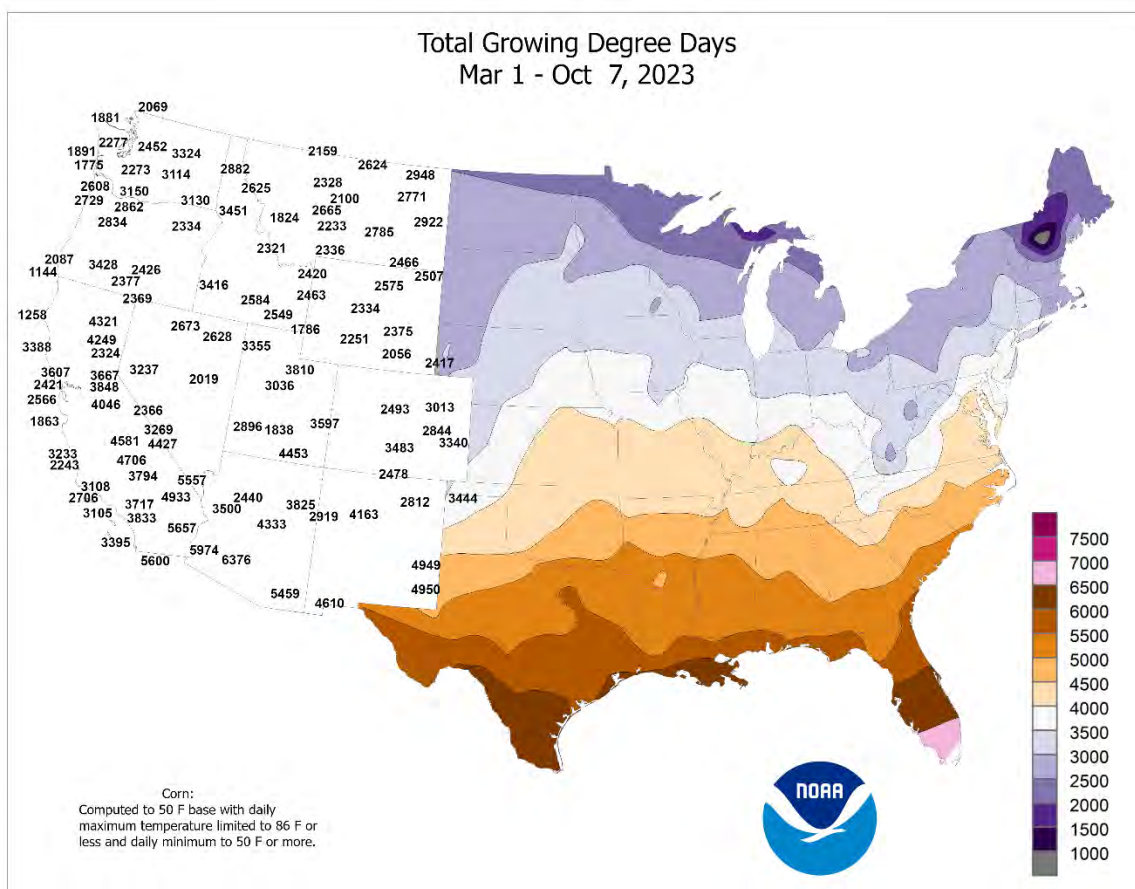 Total Growing Degree Days
Mar 1 - Oct 7, 2023
2069
1881
2277 2452 3324 2159
1891 2624
1775 2273 3114 2882 2948
2608 3150 2625 2328 2771
2729 2862 3130 2100
2834 2334 3451 1824 2665 2922
2233 2785
2321 2336
2087 3428 2426 2466
1144 2377 2420 2507
2369 3416 2584 2463 2575
2549 2334
1258 4321 2673 1786 2375
4249 2628 3355 2251
3388 2324 2056
3607 3667 3237 3810 2417
2421 3848 2019 3036
2566 4046 2366 2493 3013
1863 3269 2896 1838 3597 2844
4581 4427 3340
3233 4706 4453 3483
2243 3794 5557 2478
3108 4933 2440 3825 2812 3444
2706 3717 3500 2919 4163
3105 3833 5657 4333
3395 5974
5600 6376 4949
5459 4610 4950
7500
7000
6500
6000
5500
5000
4500
4000
3500
3000
2500
2000
1500
1000
NOAA
Corn:
Computed to 50 F base with daily
maximum temperature limited to 86 F or
less and daily minimum to 50 F or more.